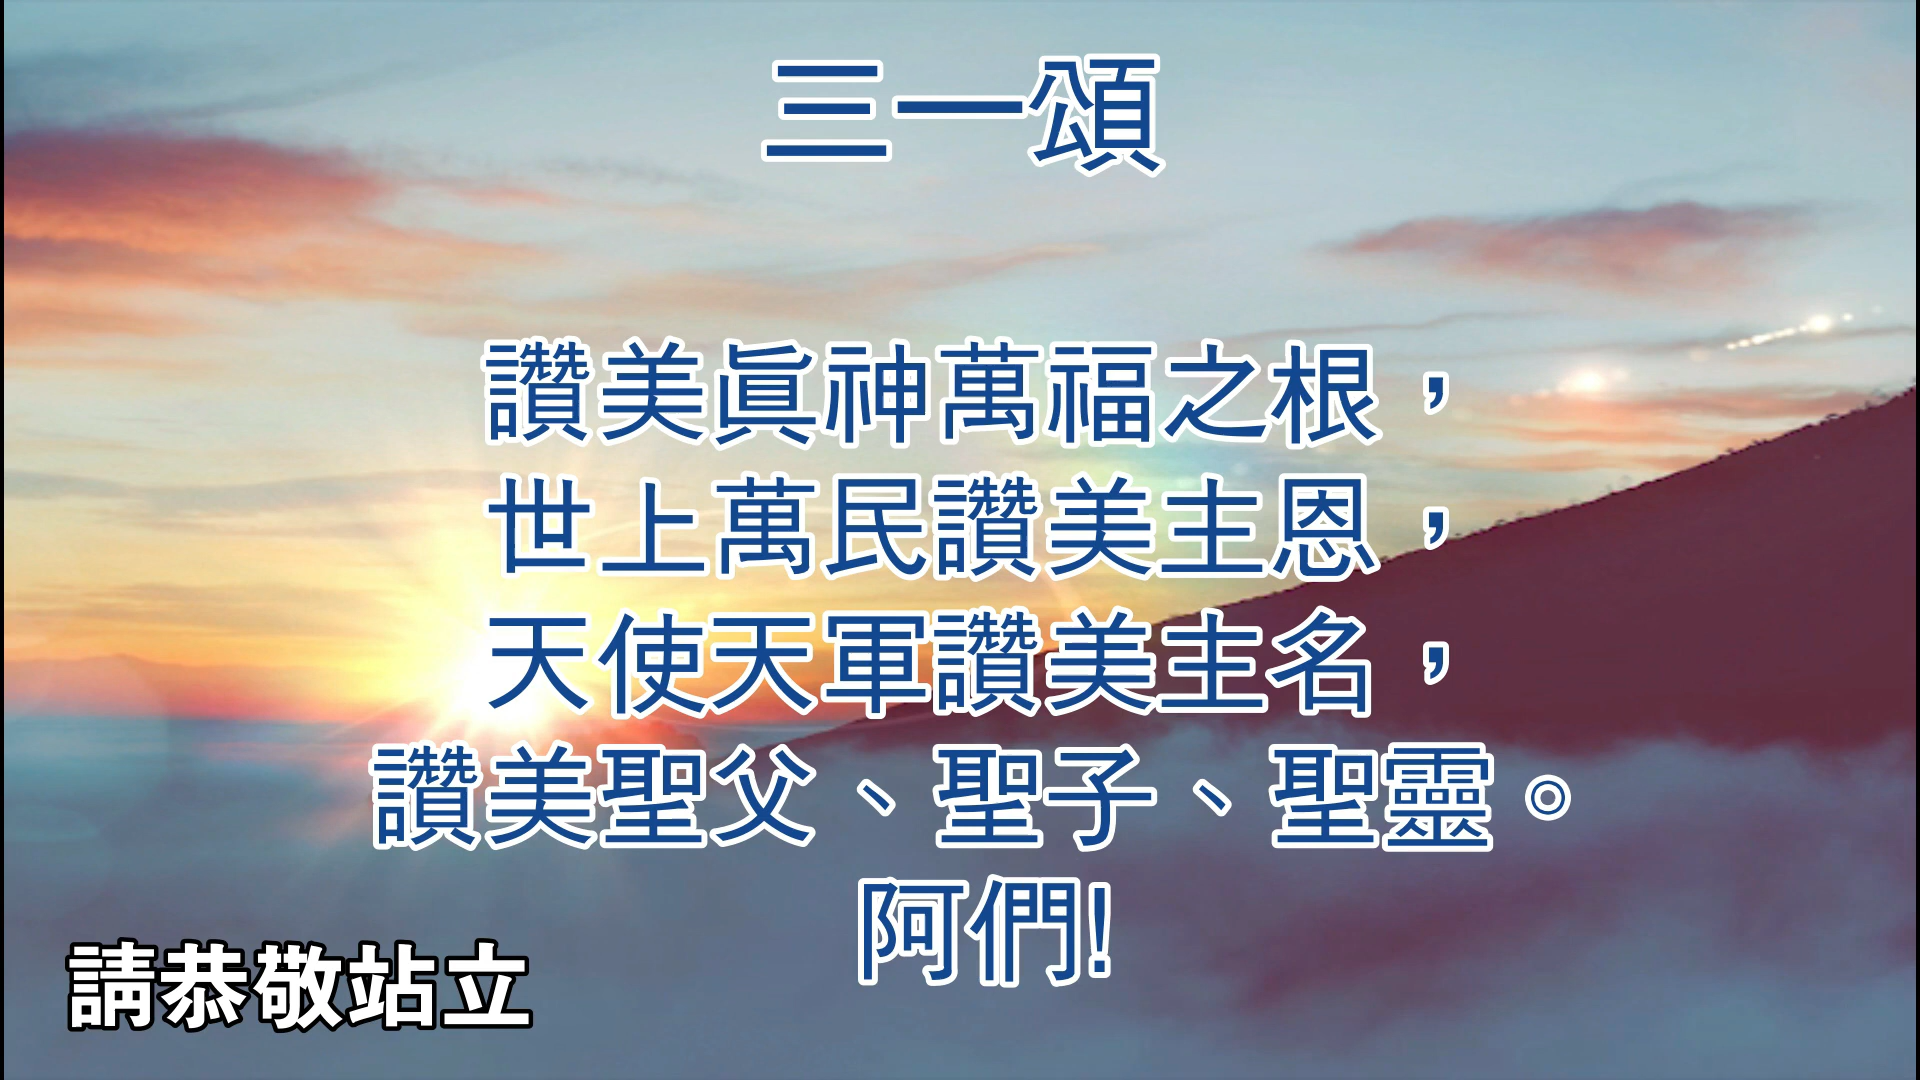 三一頌
讚美眞神萬福之根，
世上萬民讚美主恩，
天使天軍讚美主名，
讚美聖父、聖子、聖靈。
阿們!
請恭敬站立